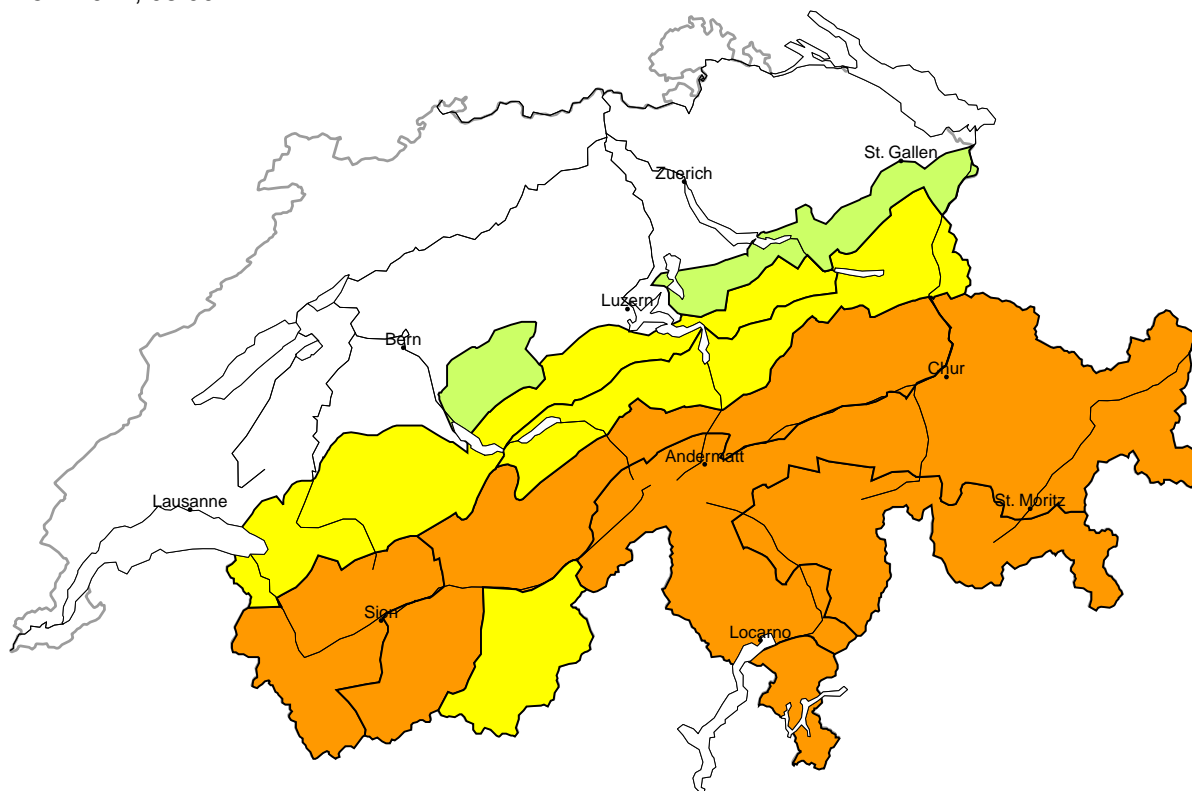 St. Gallen
Zuerich
Luzern
Bern
Chur
Andermatt
Lausanne
St. Moritz
Sion
Locarno